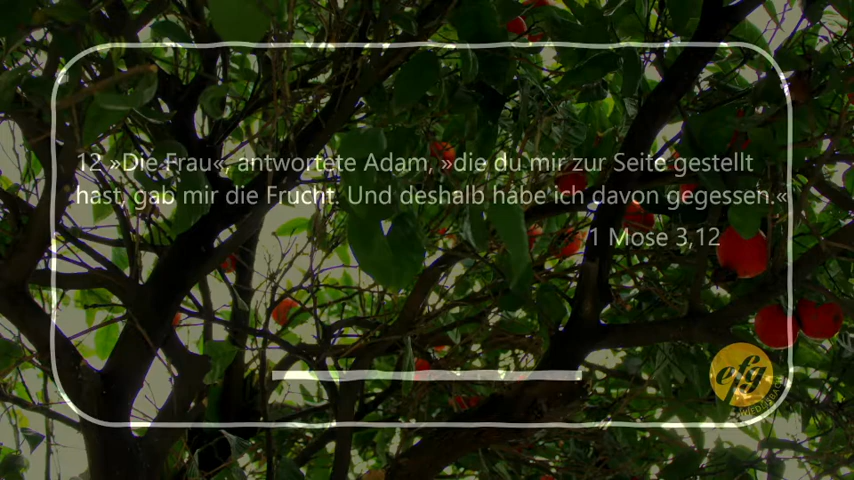 12 »Die Frau«, antwortete Adam, »die du mir zur Seite gestellt
hast, gab mir die Frucht. Und deshalb habe ich davon gegessen.«
1 Mose 3,12
efg